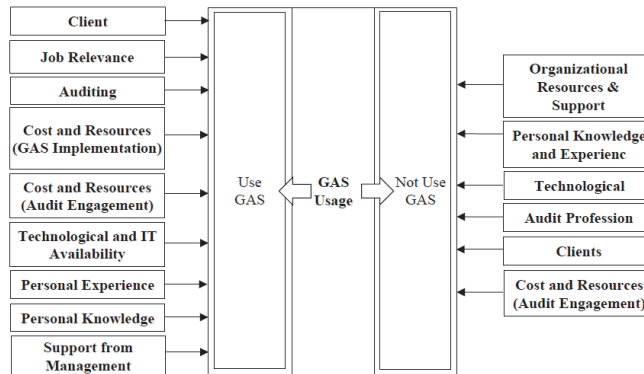 Client
Job Relevance
Auditing
Cost and Resources
(GAS Implementation)
Cost and Resources
(Audit Engagement)
Technological and IT
Availability
Personal Experience
Personal Knowledge
Support from
Management
Use
GAS
GAS
Usage
Not Use
GAS
Organizational
Resources &
Support
Personal Knowledge
and Experienc
Technological
Audit Profession
Clients
Cost and Resources
(Audit Engagement)